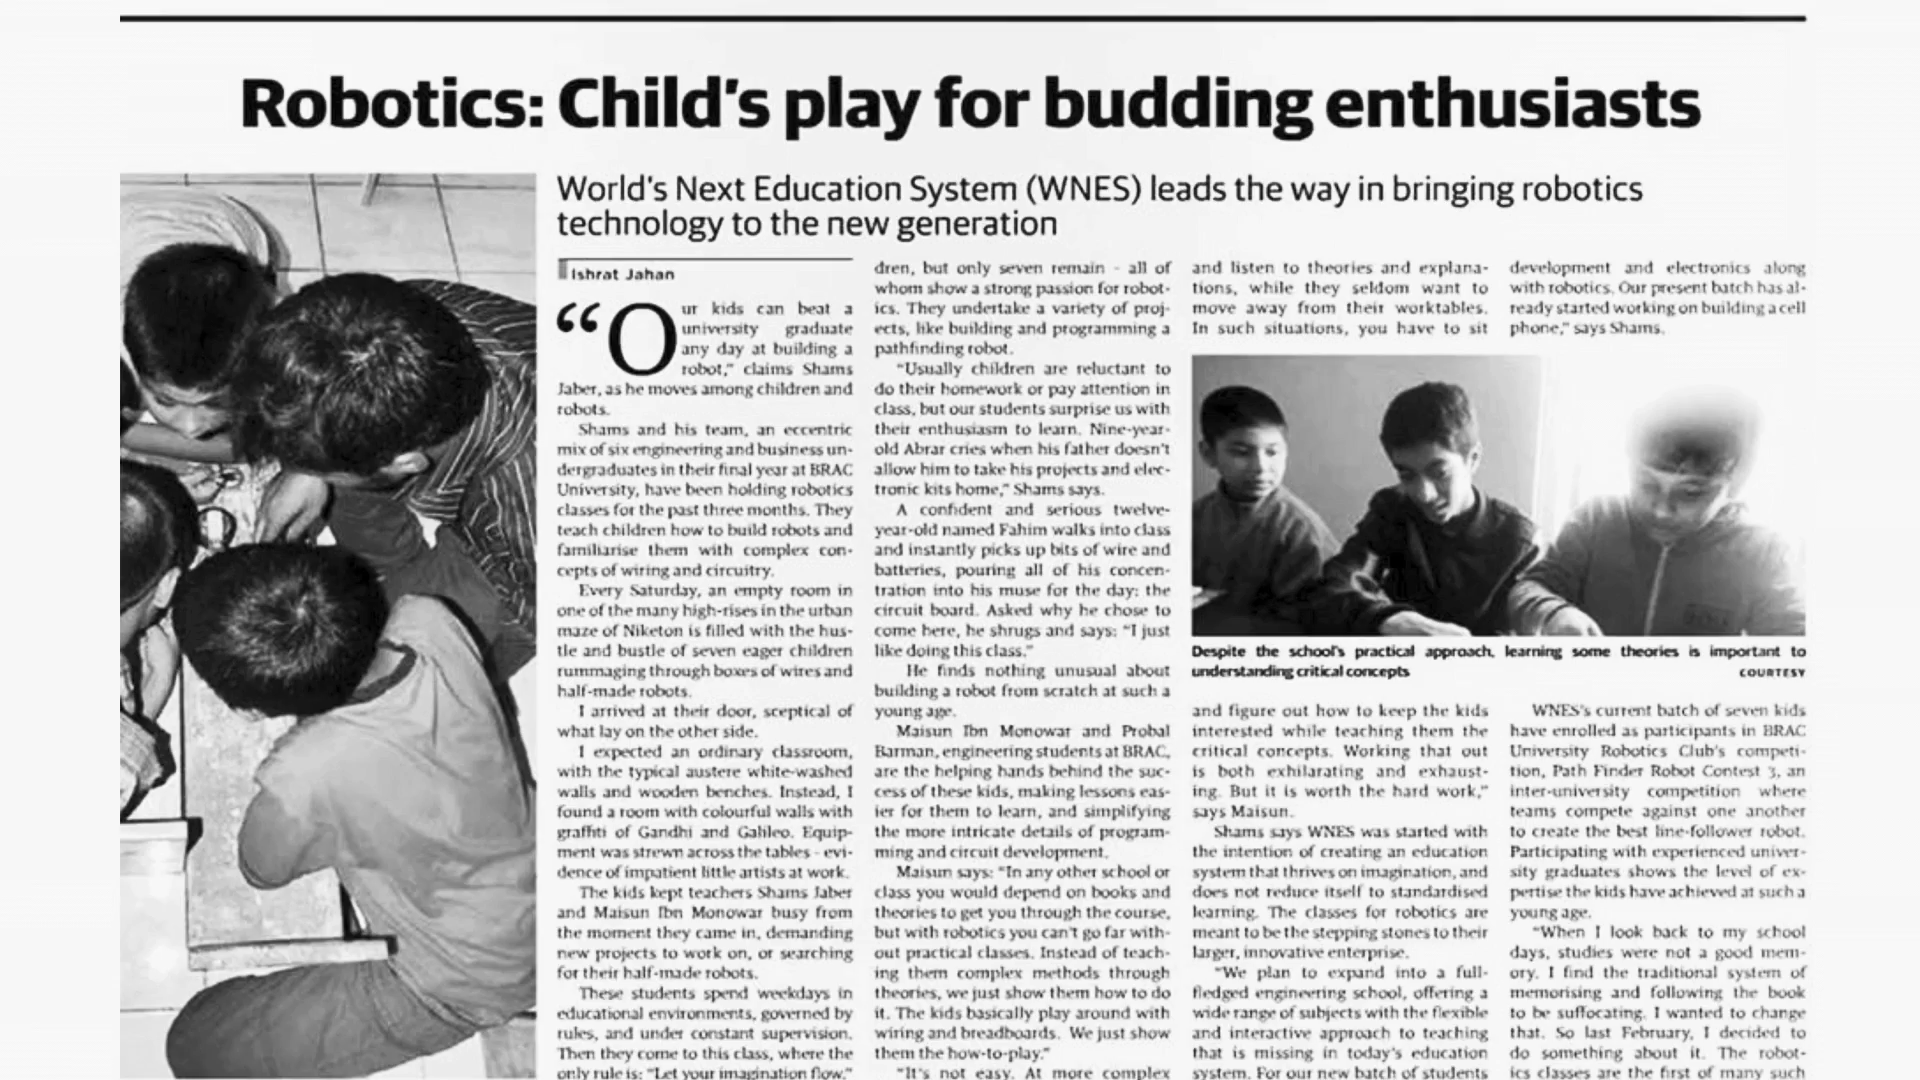 Robotics: Child's play for budding enthusiasts
World's Next Education System (WNES) leads the way in bringing robotics
technology to the new generation
Ishrat Jahan
“Our kids can beat a
university graduate
any day at building a
robot,” claims Shams
Jaber, as he moves among children and
robots.
Shams and his team, an eccentric
mix of six engineering and business un-
dergraduates in their final year at BRAC
University, have been holding robotics
classes for the past three months. They
teach children how to build robots and
familiarise them with complex con-
cepts of wiring and circuitry.
Every Saturday, an empty room in
one of the many high-rises in the urban
maze of Niketon is filled with the hus-
tle and bustle of seven eager children
rummaging through boxes of wires and
half-made robots.
I arrived at their door, sceptical of
what lay on the other side.
I expected an ordinary classroom,
with the typical austere white-washed
walls and wooden benches. Instead, I
found a room with colourful walls with
graffiti of Gandhi and Galileo. Equip-
ment was strewn across the tables - evi-
dence of impatient little artists at work.
The kids kept teachers Shams Jaber
and Maisun Ibn Monowar busy from
the moment they came in, demanding
new projects to work on, or searching
for their half-made robots.
These students spend weekdays in
educational environments, governed by
rules, and under constant supervision.
Then they come to this class, where the
only rule is: “Let your imagination flow.”
dren, but only seven remain - all of
whom show a strong passion for robot-
ics. They undertake a variety of proj-
ects, like building and programming a
pathfinding robot.
“Usually children are reluctant to
do their homework or pay attention in
class, but our students surprise us with
their enthusiasm to learn. Nine-year-
old Abrar cries when his father doesn't
allow him to take his projects and elec-
tronic kits home,” Shams says.
A confident and serious twelve-
year-old named Fahim walks into class
and instantly picks up bits of wire and
batteries, pouring all of his concen-
tration into his muse for the day: the
circuit board. Asked why he chose to
come here, he shrugs and says: “I just
like doing this class.”
He finds nothing unusual about
building a robot from scratch at such a
young age.
Maisun Ibn Monowar and Probal
Barman, engineering students at BRAC,
are the helping hands behind the suc-
cess of these kids, making lessons eas-
ier for them to learn, and simplifying
the more intricate details of program-
ming and circuit development.
Maisun says: “In any other school or
class you would depend on books and
theories to get you through the course,
but with robotics you can't go far with-
out practical classes. Instead of teach-
ing them complex methods through
theories, we just show them how to do
it. The kids basically play around with
wiring and breadboards. We just show
them the how-to-play.”
“It's not easy. At more complex
and listen to theories and explana-
tions, while they seldom want to
move away from their worktables.
In such situations, you have to sit
development and electronics along
with robotics. Our present batch has al-
ready started working on building a cell
phone,” says Shams.
Despite the school's practical approach, learning some theories is important to
understanding critical concepts
COURTESY
and figure out how to keep the kids
interested while teaching them the
critical concepts. Working that out
is both exhilarating and exhaust-
ing. But it is worth the hard work,”
says Maisun.
Shams says WNES was started with
the intention of creating an education
system that thrives on imagination, and
does not reduce itself to standardised
learning. The classes for robotics are
meant to be the stepping stones to their
larger, innovative enterprise.
“We plan to expand into a full-
fledged engineering school, offering a
wide range of subjects with the flexible
and interactive approach to teaching
that is missing in today's education
system. For our new batch of students
WNES's current batch of seven kids
have enrolled as participants in BRAC
University Robotics Club's competi-
tion, Path Finder Robot Contest 3, an
inter-university competition where
teams compete against one another
to create the best line-follower robot.
Participating with experienced univer-
sity graduates shows the level of ex-
pertise the kids have achieved at such a
young age.
“When I look back to my school
days, studies were not a good mem-
ory. I find the traditional system of
memorising and following the book
to be suffocating. I wanted to change
that. So last February, I decided to
do something about it. The robot-
ics classes are the first of many such